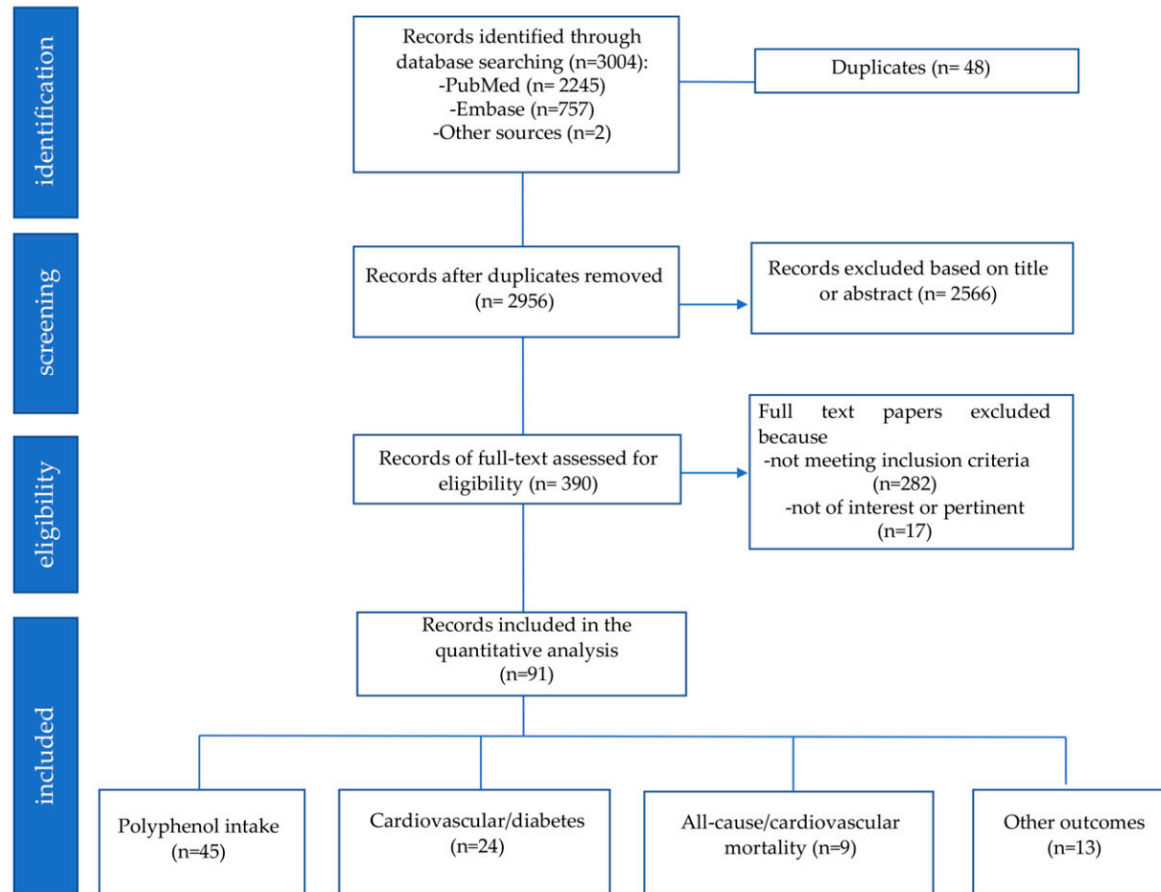 identification
Records identified through
database searching (n=3004):
-PubMed (n= 2245)
-Embase (n=757)
-Other sources (n=2)
Duplicates (n= 48)
screening
Records after duplicates removed
(n= 2956)
Records excluded based on title
or abstract (n= 2566)
eligibility
Records of full-text assessed for
eligibility (n= 390)
Full text papers excluded
because
-not meeting inclusion criteria
(n=282)
-not of interest or pertinent
(n=17)
included
Records included in the
quantitative analysis
(n=91)
Polyphenol intake
(n=45)
Cardiovascular/diabetes
(n=24)
All-cause/cardiovascular
mortality (n=9)
Other outcomes
(n=13)